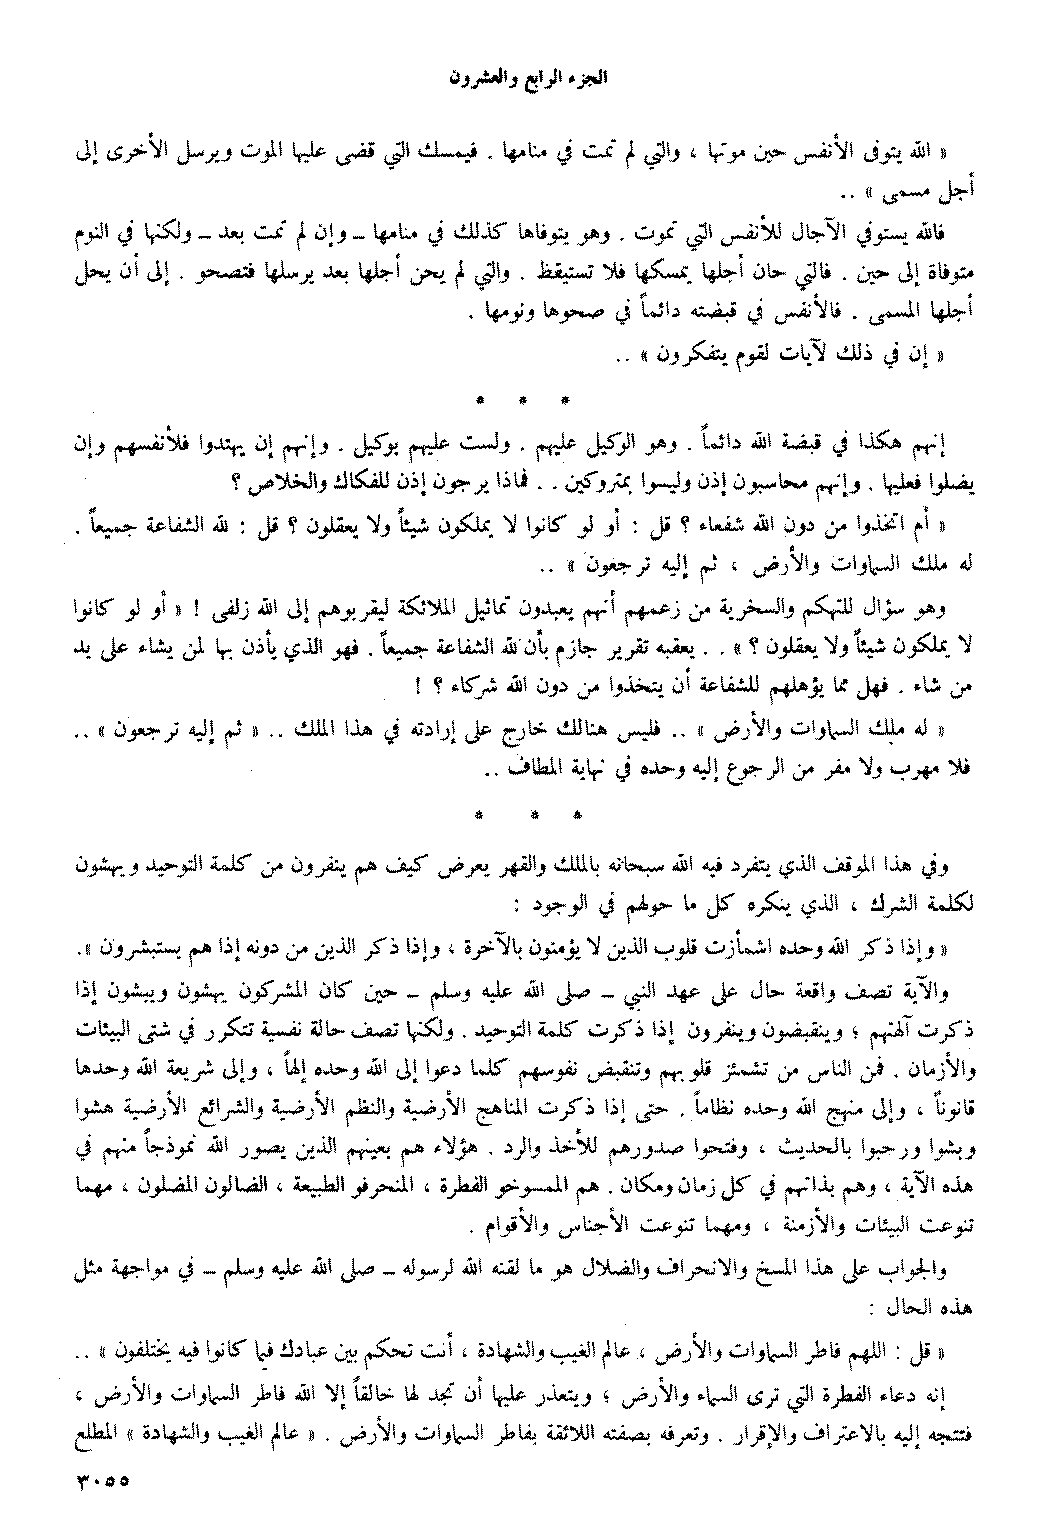 الجزء الرابع والعشرون
« الله يتوفى الأنفس حين موتها ، والتي لم تمت في منامها . فيمسك التي قضى عليها الموت ويرسل الأخرى إلى
أجل مسمى » ..
فالله يستوفي الآجال للأنفس التي تموت . وهو يتوفاها كذلك في منامها – وإن لم تمت بعد – ولكنها في النوم
متوفاة إلى حين . فالتي حان أجلها يمسكها فلا تستيقظ . والتي لم يحن أجلها بعد يرسلها فتصحو . إلى أن يحل
أجلها المسمى . فالأنفس في قبضته دائماً في صحوها ونومها .
« إن في ذلك لآيات لقوم يتفكرون » ..
* * *
إنهم هكذا في قبضة الله دائماً . وهو الوكيل عليهم . ولست عليهم بوكيل . وإنهم إن يهتدوا فلأنفسهم وإن
يضلوا فعليها . وإنهم محاسبون إذن وليسوا بمتروكين . . فماذا يرجون إذن للفكاك والخلاص ؟
« أم اتخذوا من دون الله شفعاء ؟ قل : أو لو كانوا لا يملكون شيئاً ولا يعقلون ؟ قل : لله الشفاعة جميعاً .
له ملك السماوات والأرض ، ثم إليه ترجعون » ..
وهو سؤال للتهكم والسخرية من زعمهم أنهم يعبدون تماثيل الملائكة ليقربوهم إلى الله زلفى ! « أو لو كانوا
لا يملكون شيئاً ولا يعقلون ؟ » . . يعقبه تقرير جازم بأن لله الشفاعة جميعاً . فهو الذي يأذن بها لمن يشاء على يد
من شاء . فهل مما يؤهلهم للشفاعة أن يتخذوا من دون الله شركاء ؟ !
« له ملك السماوات والأرض » .. فليس هنالك خارج على إرادته في هذا الملك .. « ثم إليه ترجعون » ..
فلا مهرب ولا مفر من الرجوع إليه وحده في نهاية المطاف ..
* * *
وفي هذا الموقف الذي يتفرد فيه الله سبحانه بالملك والقهر يعرض كيف هم ينفرون من كلمة التوحيد ويهشون
لكلمة الشرك ، الذي ينكره كل ما حولهم في الوجود :
« وإذا ذكر الله وحده اشمأزت قلوب الذين لا يؤمنون بالآخرة ، وإذا ذكر الذين من دونه إذا هم يستبشرون ».
والآية تصف واقعة حال على عهد النبي – صلى الله عليه وسلم – حين كان المشركون يهشون ويبشون إذا
ذكرت آلهتهم ؛ وينقبضون وينفرون إذا ذكرت كلمة التوحيد . ولكنها تصف حالة نفسية تتكرر في شتى البيئات
والأزمان . فمن الناس من تشمئز قلوبهم وتنقبض نفوسهم كلما دعوا إلى الله وحده إلهاً ، وإلى شريعة الله وحدها
قانوناً ، وإلى منهج الله وحده نظاماً . حتى إذا ذكرت المناهج الأرضية والنظم الأرضية والشرائع الأرضية هشوا
وبشوا ورحبوا بالحديث ، وفتحوا صدورهم للأخذ والرد . هؤلاء هم بعينهم الذين يصور الله نموذجاً منهم في
هذه الآية ، وهم بذاتهم في كل زمان ومكان . هم الممسوخو الفطرة ، المنحرفو الطبيعة ، الضالون المضلون ، مهما
تنوعت البيئات والأزمنة ، ومهما تنوعت الأجناس والأقوام .
والجواب على هذا المسخ والانحراف والضلال هو ما لقنه الله لرسوله – صلى الله عليه وسلم – في مواجهة مثل
هذه الحال :
« قل : اللهم فاطر السماوات والأرض ، عالم الغيب والشهادة ، أنت تحكم بين عبادك فيما كانوا فيه يختلفون » ..
إنه دعاء الفطرة التي ترى السماء والأرض ؛ ويتعذر عليها أن تجد لها خالقاً إلا الله فاطر السماوات والأرض ،
فتتجه إليه بالاعتراف والإقرار . وتعرفه بصفته اللائقة بفاطر السماوات والأرض . « عالم الغيب والشهادة » المطلع
٣٠٥٥